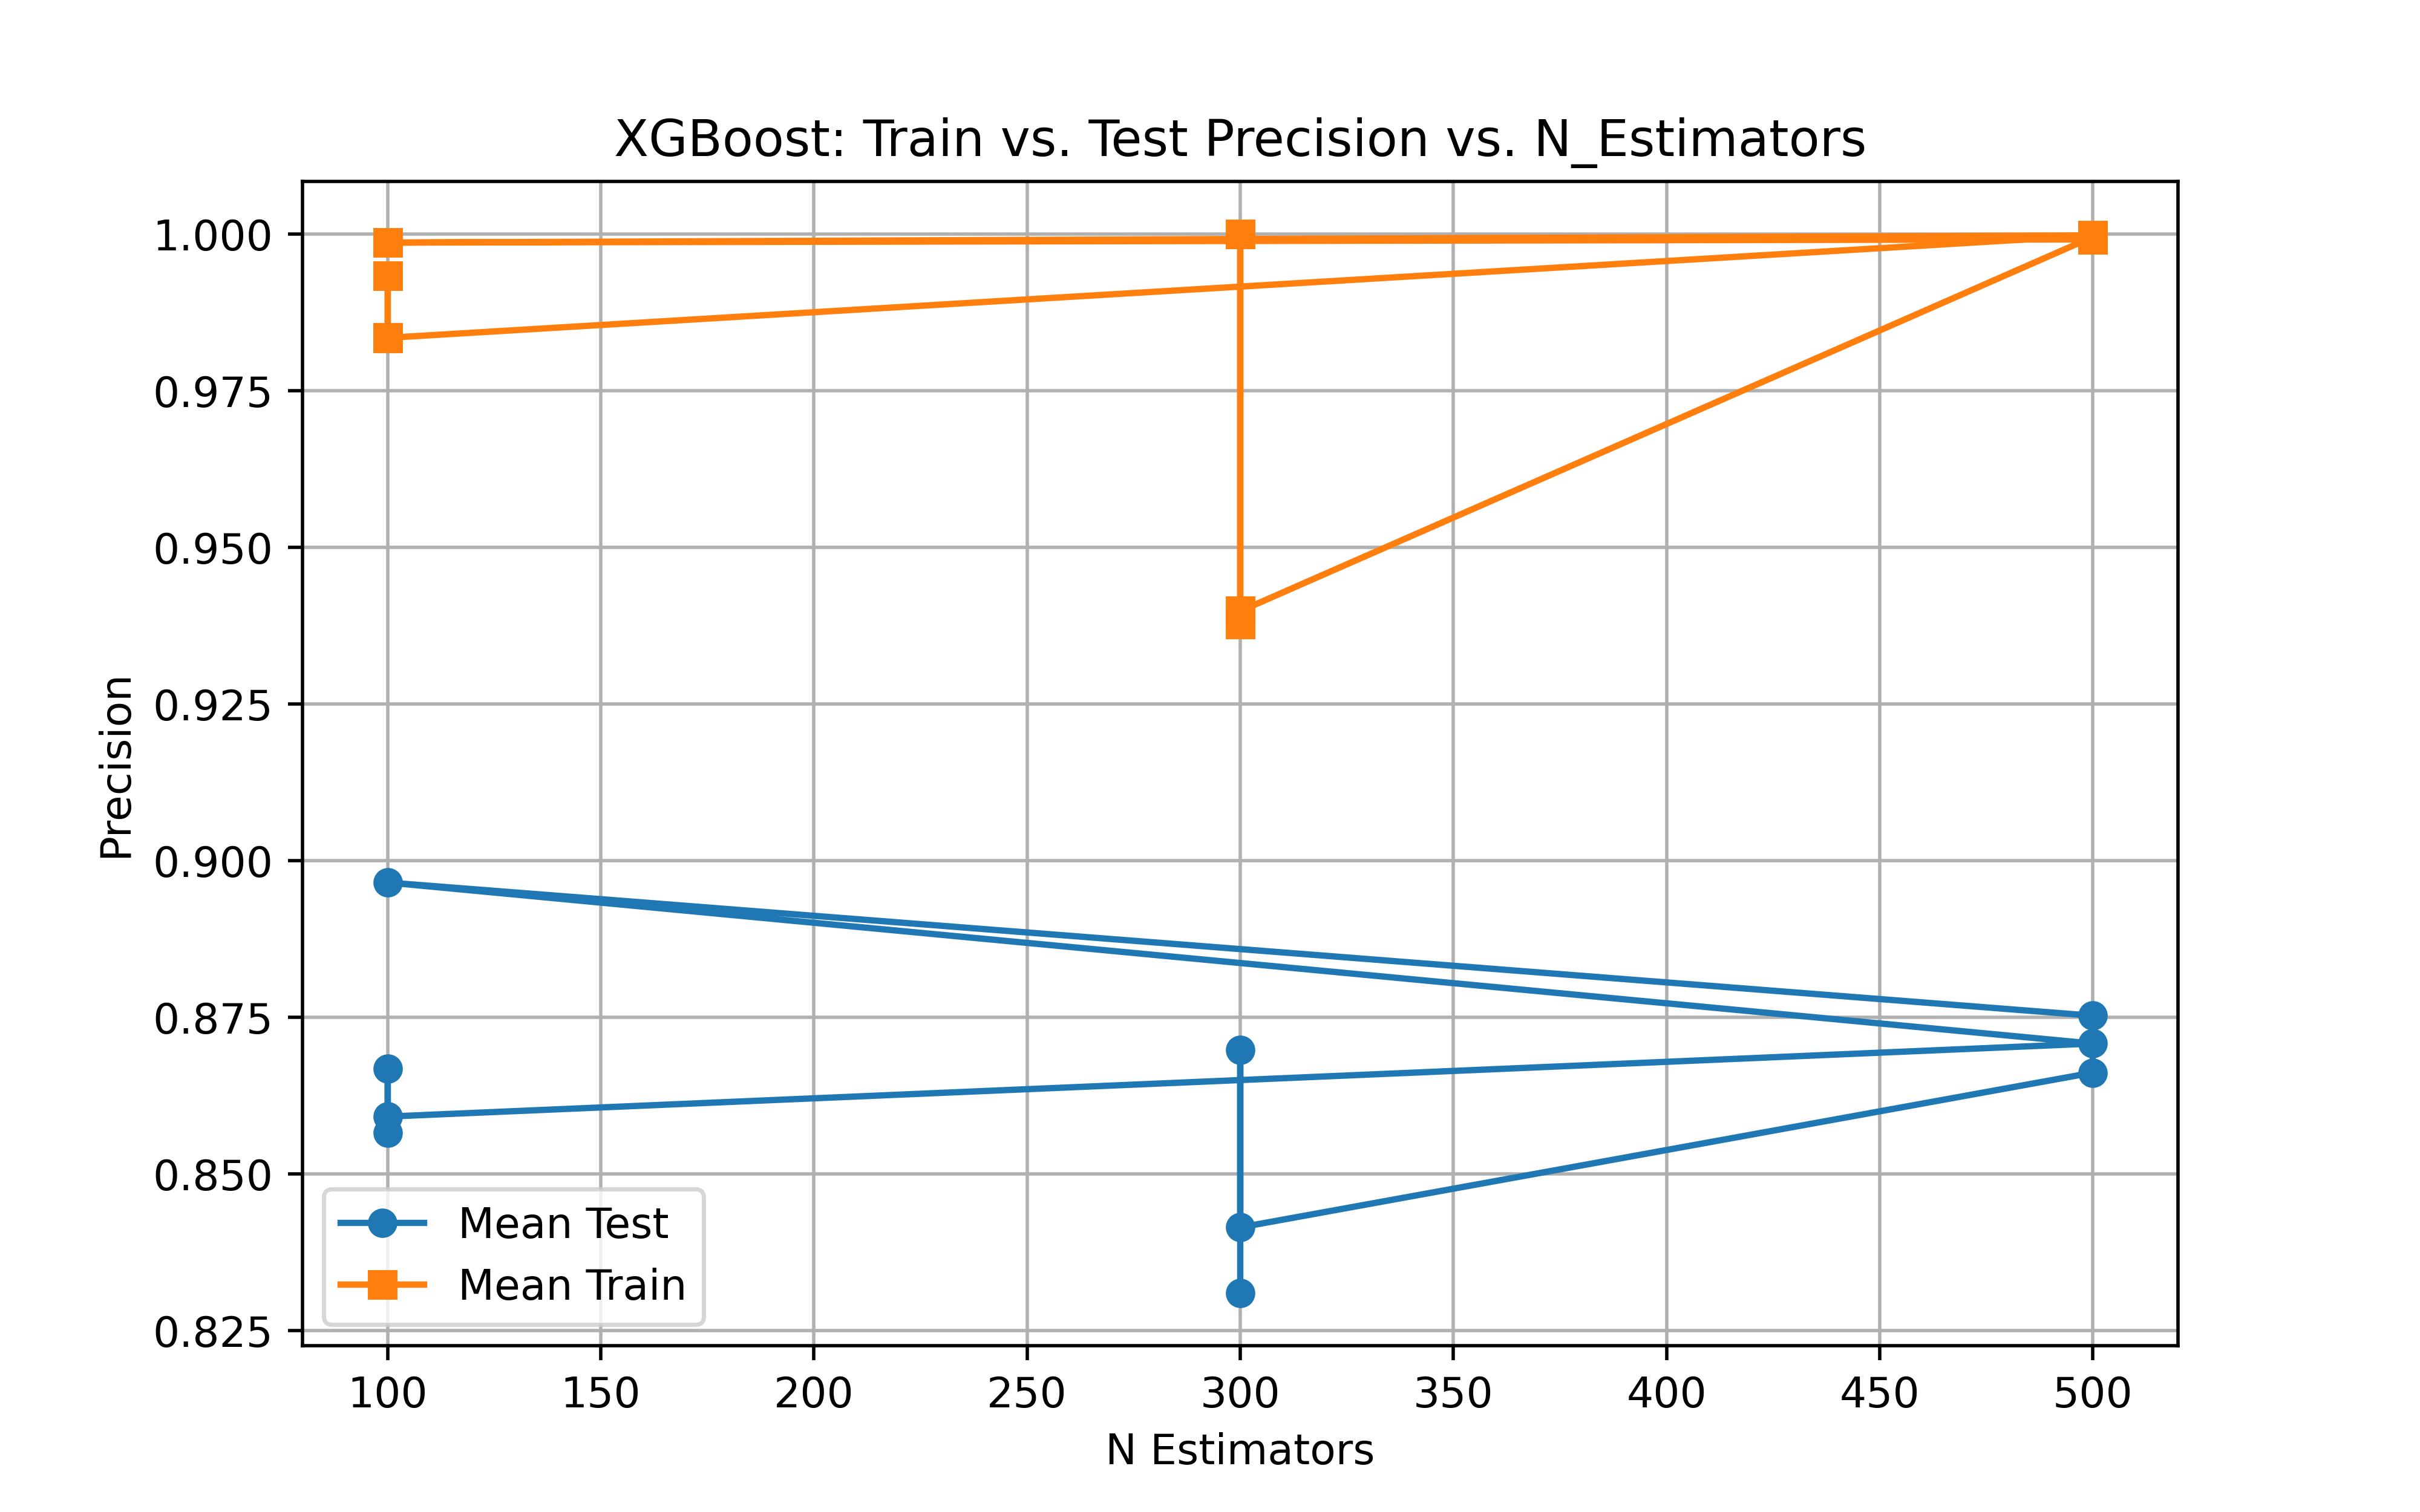 XGBoost: Train vs. Test Precision vs. N_Estimators
1.000
0.975
0.950
0.925
0.900
0.875
0.850
0.825
Precision
Mean Test
Mean Train
100 150 200 250 300 350 400 450 500
N Estimators